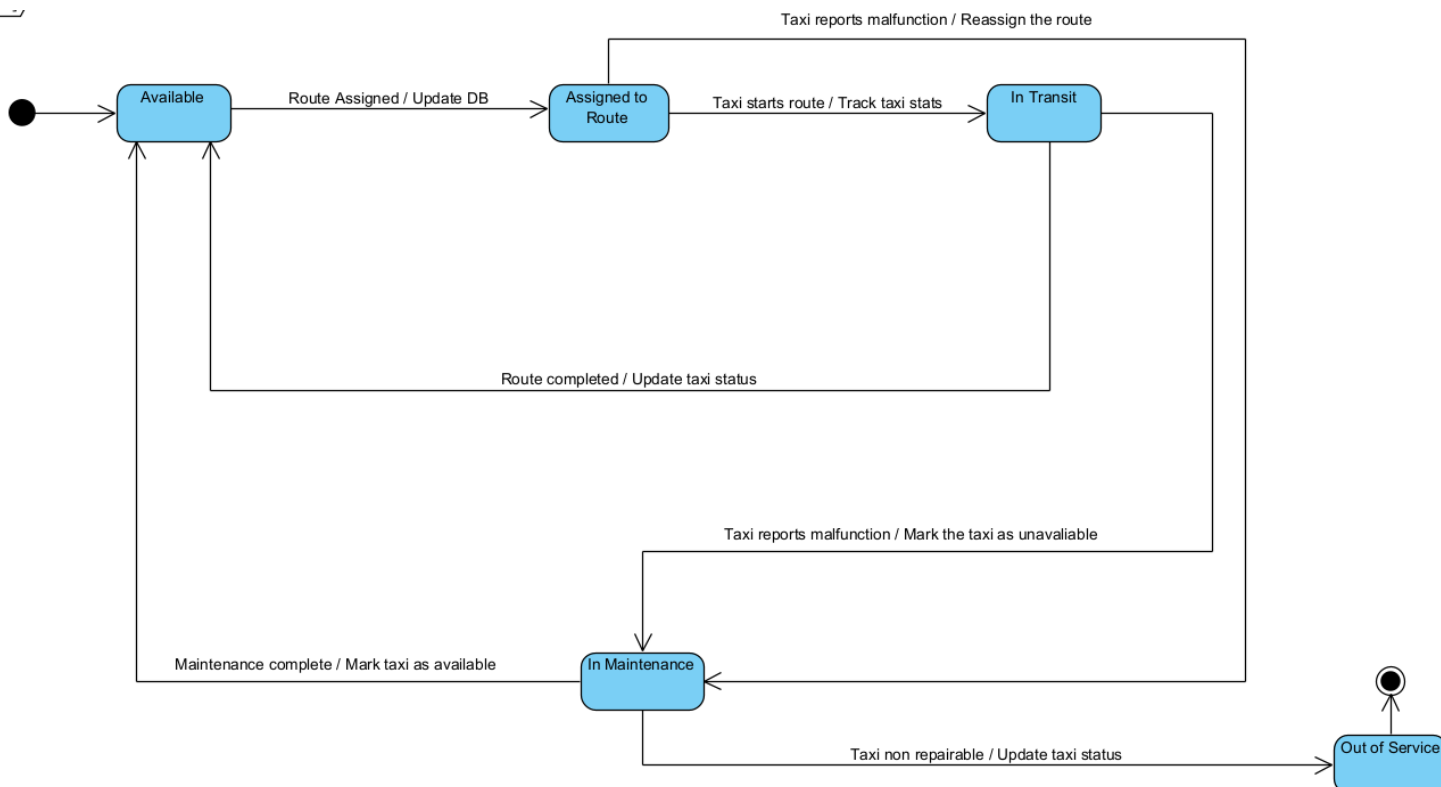 Taxi reports malfunction / Reassign the route
Available
Route Assigned / Update DB
Assigned to
Route
Taxi starts route / Track taxi stats
In Transit
Route completed / Update taxi status
Taxi reports malfunction / Mark the taxi as unavaliable
Maintenance complete / Mark taxi as available
In Maintenance
Taxi non repairable / Update taxi status
Out of Service